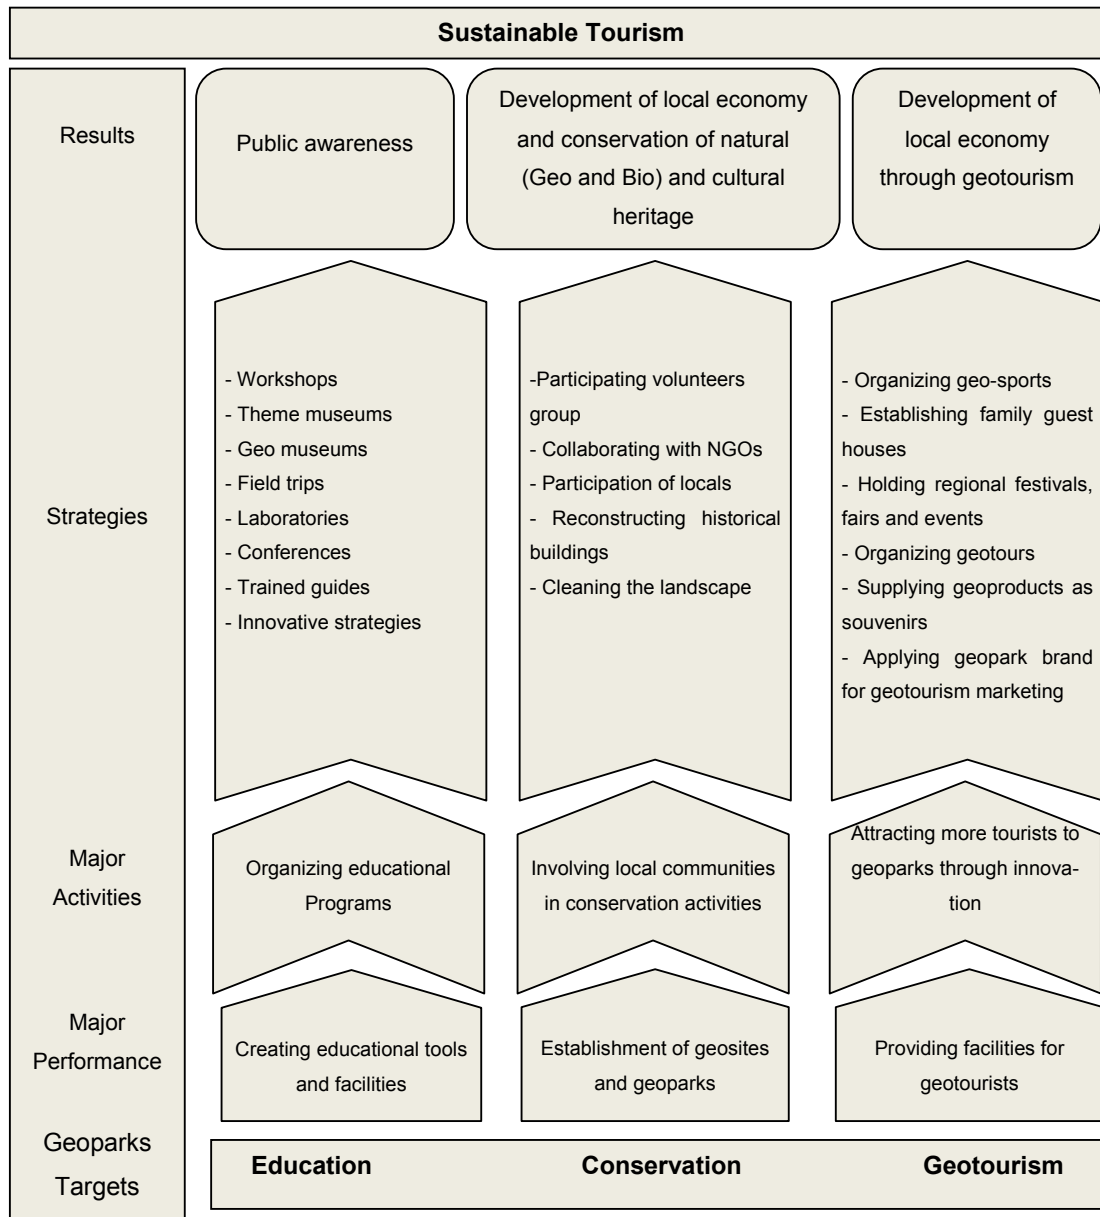 Sustainable Tourism
Results
Public awareness
Development of local economy
and conservation of natural
(Geo and Bio) and cultural
heritage
Development of
local economy
through geotourism
Strategies
- Workshops
- Theme museums
- Geo museums
- Field trips
- Laboratories
- Conferences
- Trained guides
- Innovative strategies
-Participating volunteers
group
- Collaborating with NGOs
- Participation of locals
- Reconstructing historical
buildings
- Cleaning the landscape
- Organizing geo-sports
- Establishing family guest
houses
- Holding regional festivals,
fairs and events
- Organizing geotours
- Supplying geoproducts as
souvenirs
- Applying geopark brand
for geotourism marketing
Major
Activities
Organizing educational
Programs
Involving local communities
in conservation activities
Attracting more tourists to
geoparks through innova-
tion
Major
Performance
Creating educational tools
and facilities
Establishment of geosites
and geoparks
Providing facilities for
geotourists
Geoparks
Targets
Education
Conservation
Geotourism